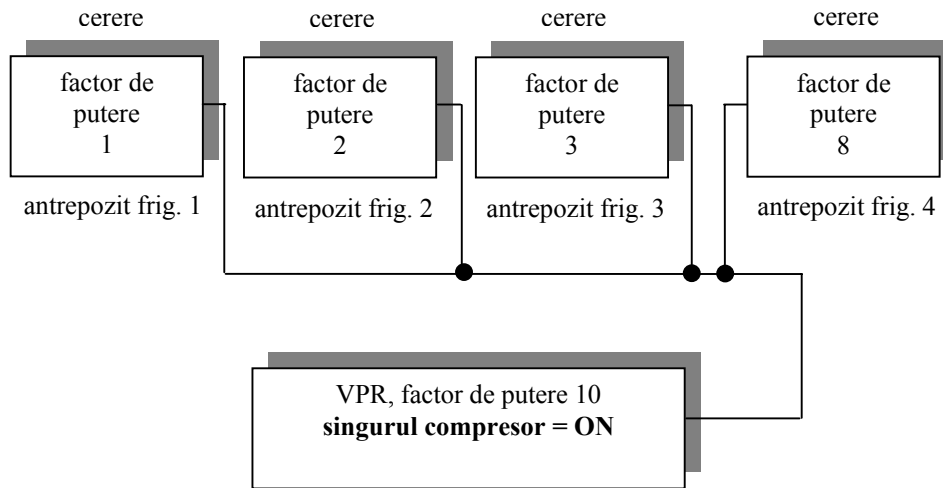 cerere
cerere
cerere
cerere
factor de
putere
1
factor de
putere
2
factor de
putere
3
factor de
putere
8
antrepozit frig. 1
antrepozit frig. 2
antrepozit frig. 3
antrepozit frig. 4
VPR, factor de putere 10
singurul compresor = ON